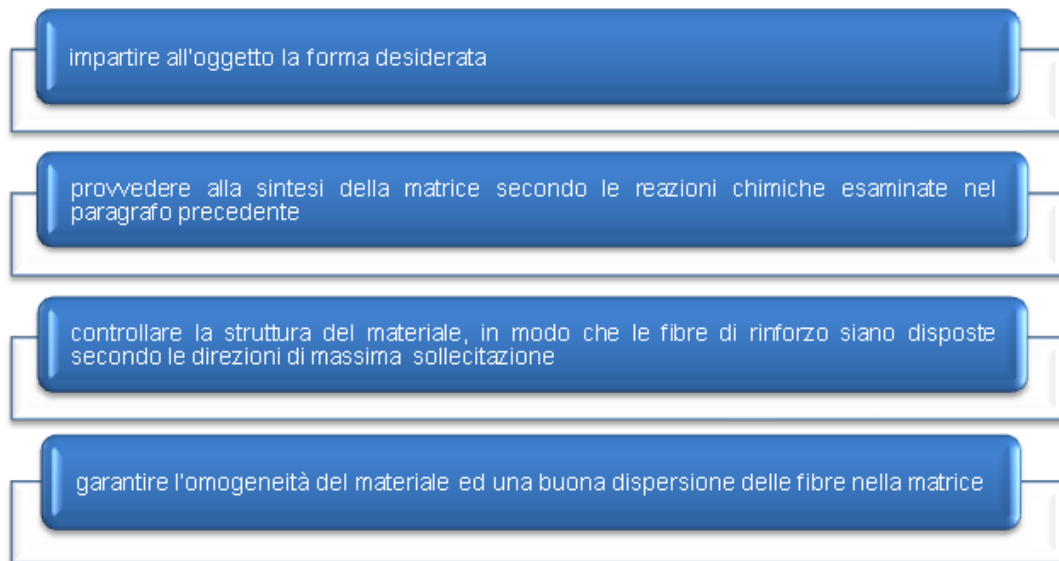 impartire all'oggetto la forma desiderata
provvedere alla sintesi della matrice secondo le reazioni chimiche esaminate nel
paragrafo precedente
controllare la struttura del materiale, in modo che le fibre di rinforzo siano disposte
secondo le direzioni di massima sollecitazione
garantire l'omogeneità del materiale ed una buona dispersione delle fibre nella matrice